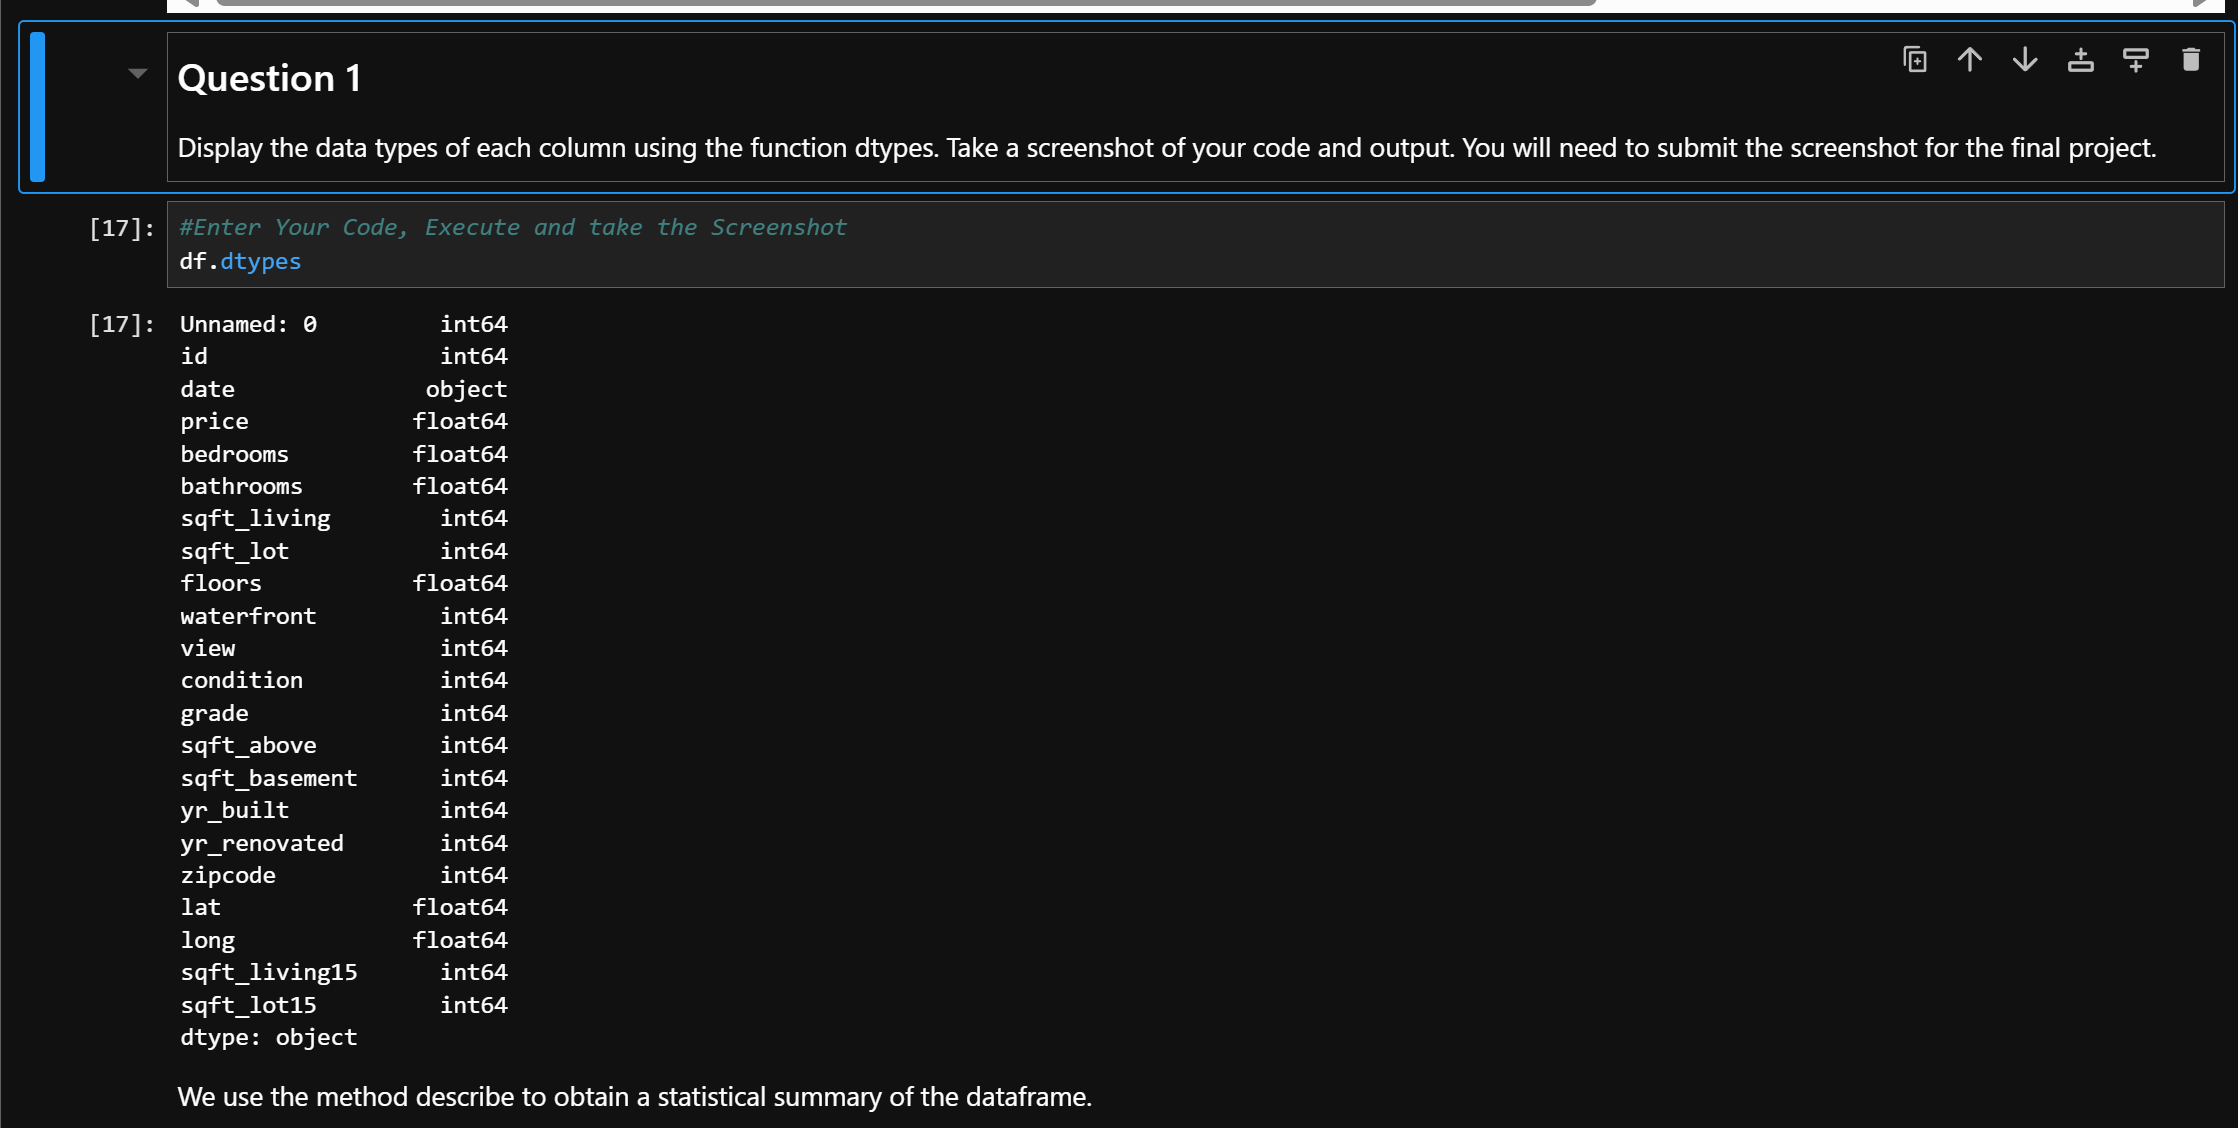 Question 1
Display the data types of each column using the function dtypes. Take a screenshot of your code and output. You will need to submit the screenshot for the final project.
[17]: #Enter Your Code, Execute and take the Screenshot
df.dtypes
[17]: Unnamed: 0 int64
id int64
date object
price float64
bedrooms float64
bathrooms float64
sqft_living int64
sqft_lot int64
floors float64
waterfront int64
view int64
condition int64
grade int64
sqft_above int64
sqft_basement int64
yr_built int64
yr_renovated int64
zipcode int64
lat float64
long float64
sqft_living15 int64
sqft_lot15 int64
dtype: object
We use the method describe to obtain a statistical summary of the dataframe.